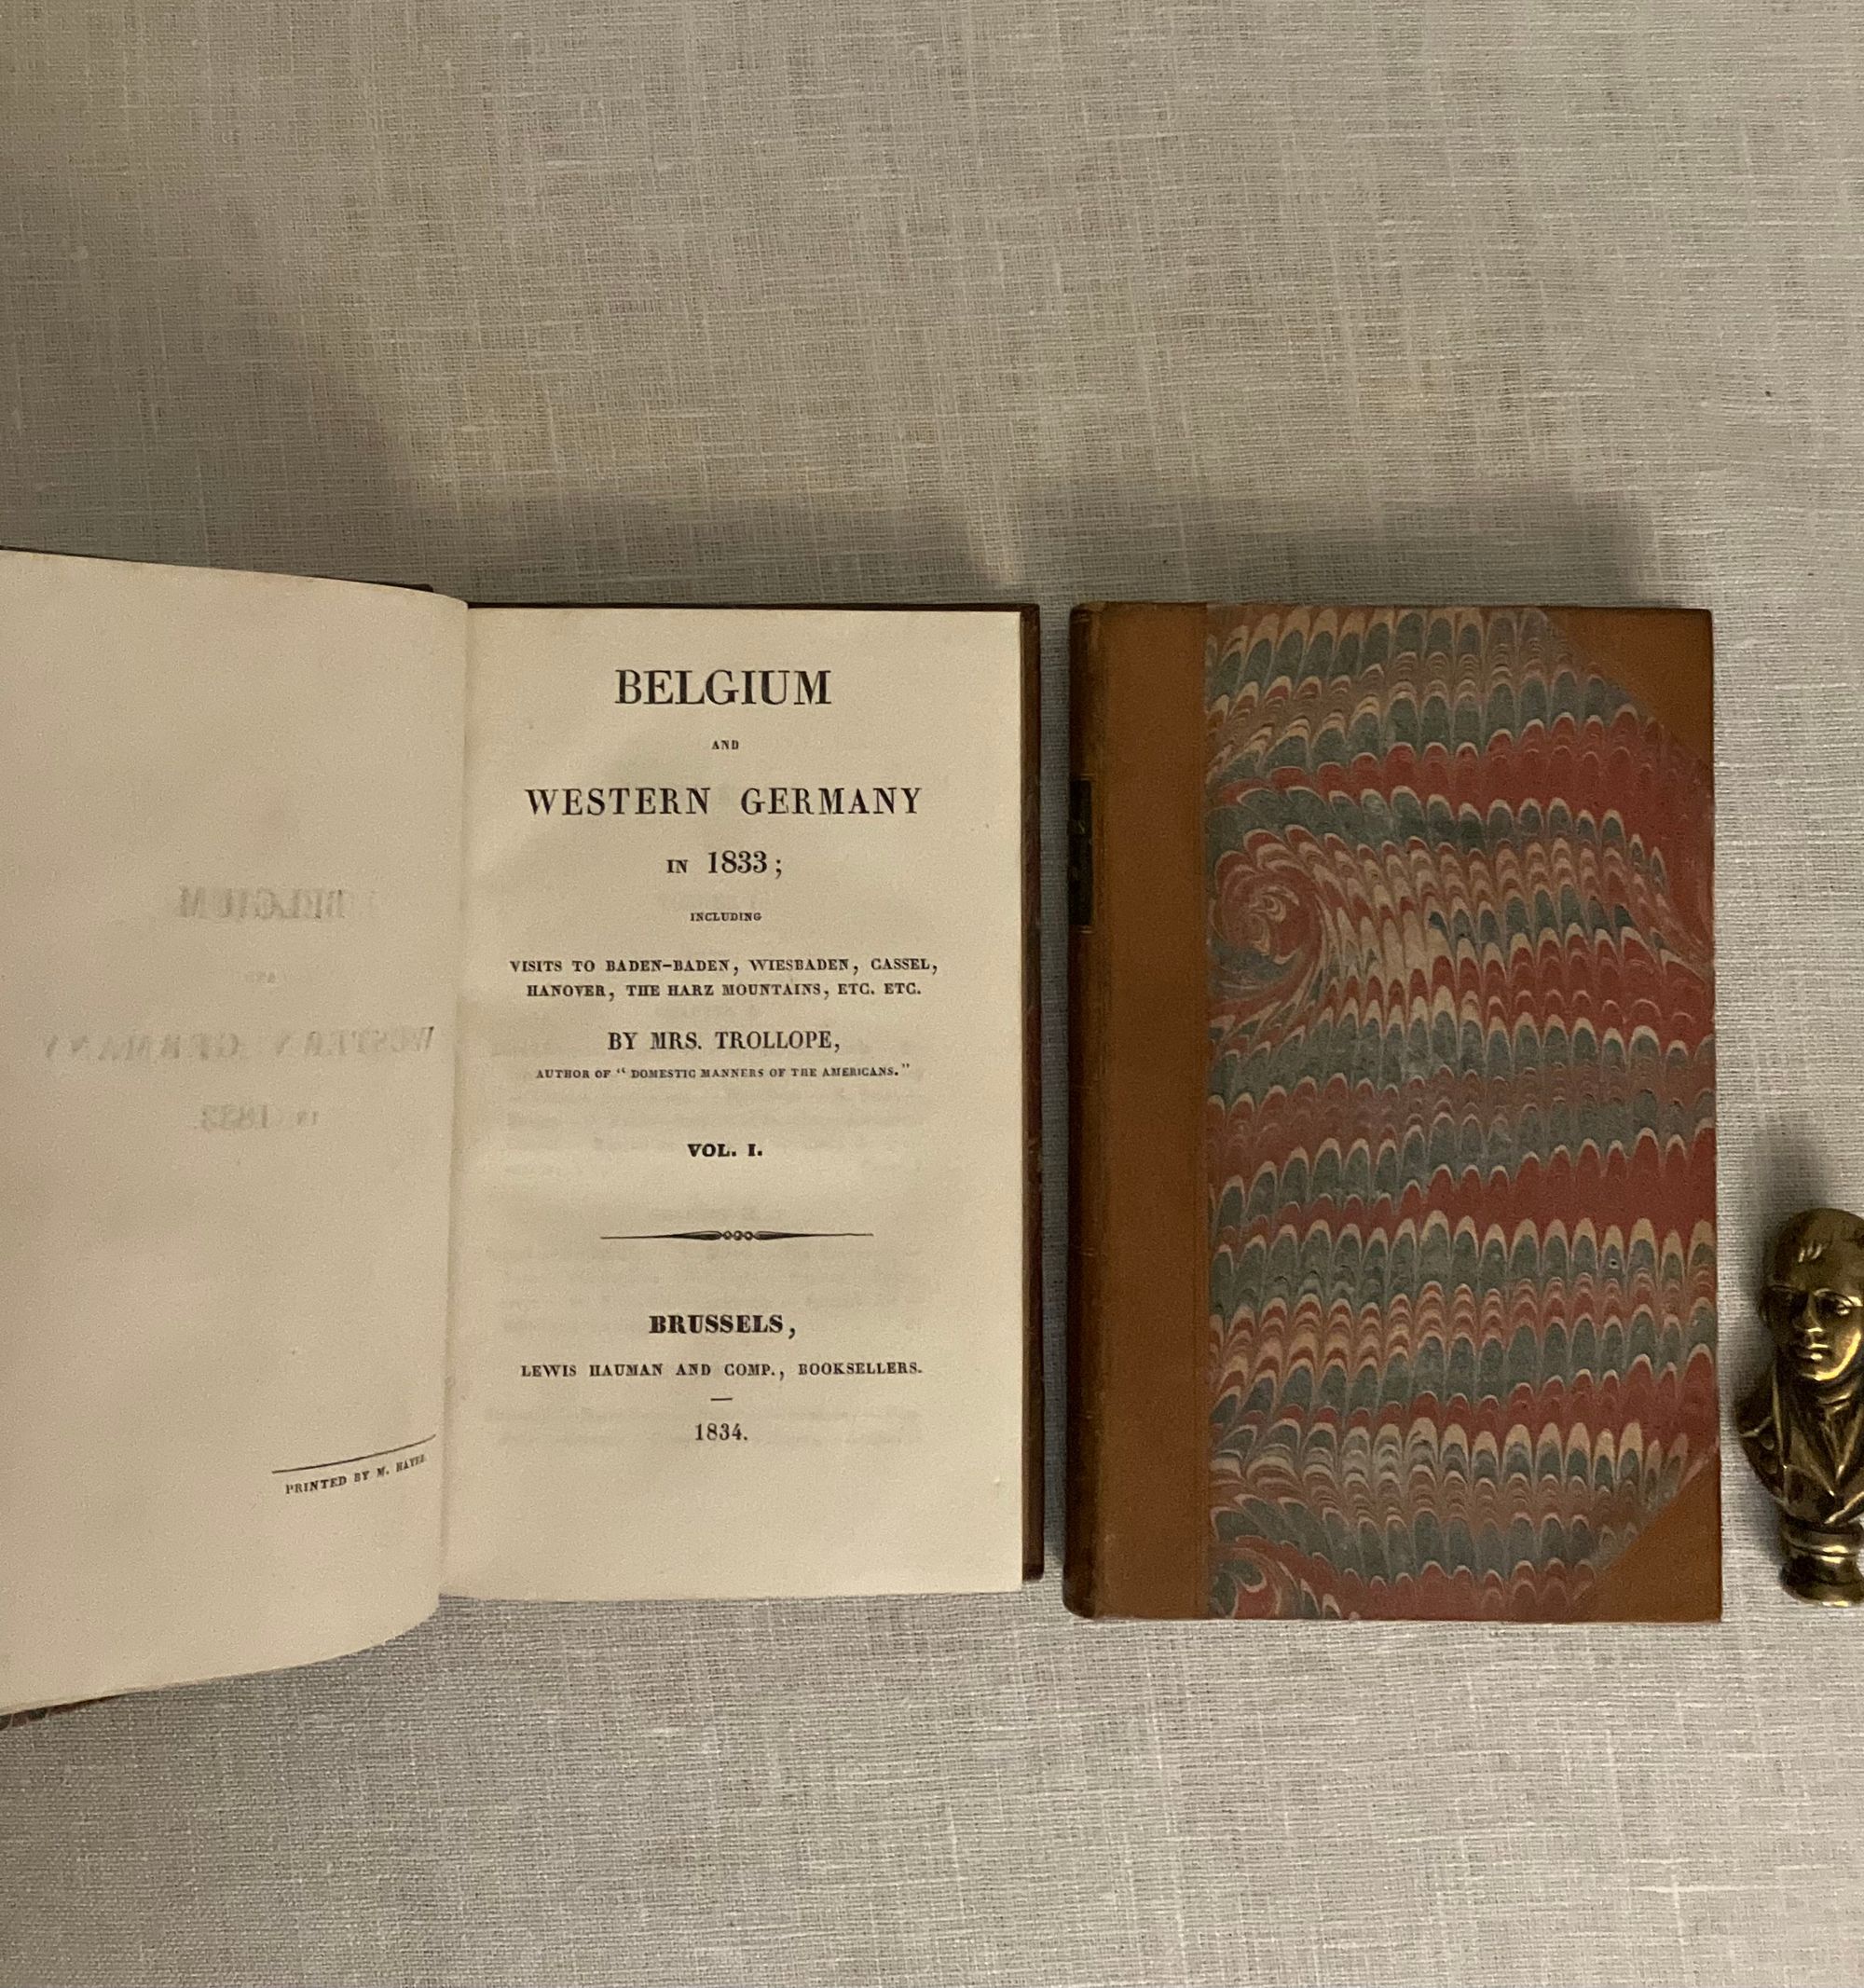 PRINTED BY M. HAYEZ
BELGIUM
AND
WESTERN GERMANY
IN 1833;
INCLUDING
VISITS TO BADEN-BADEN, WIESBADEN, CASSEL,
HANOVER, THE HARZ MOUNTAINS, ETC. ETC.
BY MRS. TROLLOPE,
AUTHOR OF "DOMESTIC MANNERS OF THE AMERICANS."
VOL. I.
BRUSSELS,
LEWIS HAUMAN AND COMP., BOOKSELLERS.
1834.